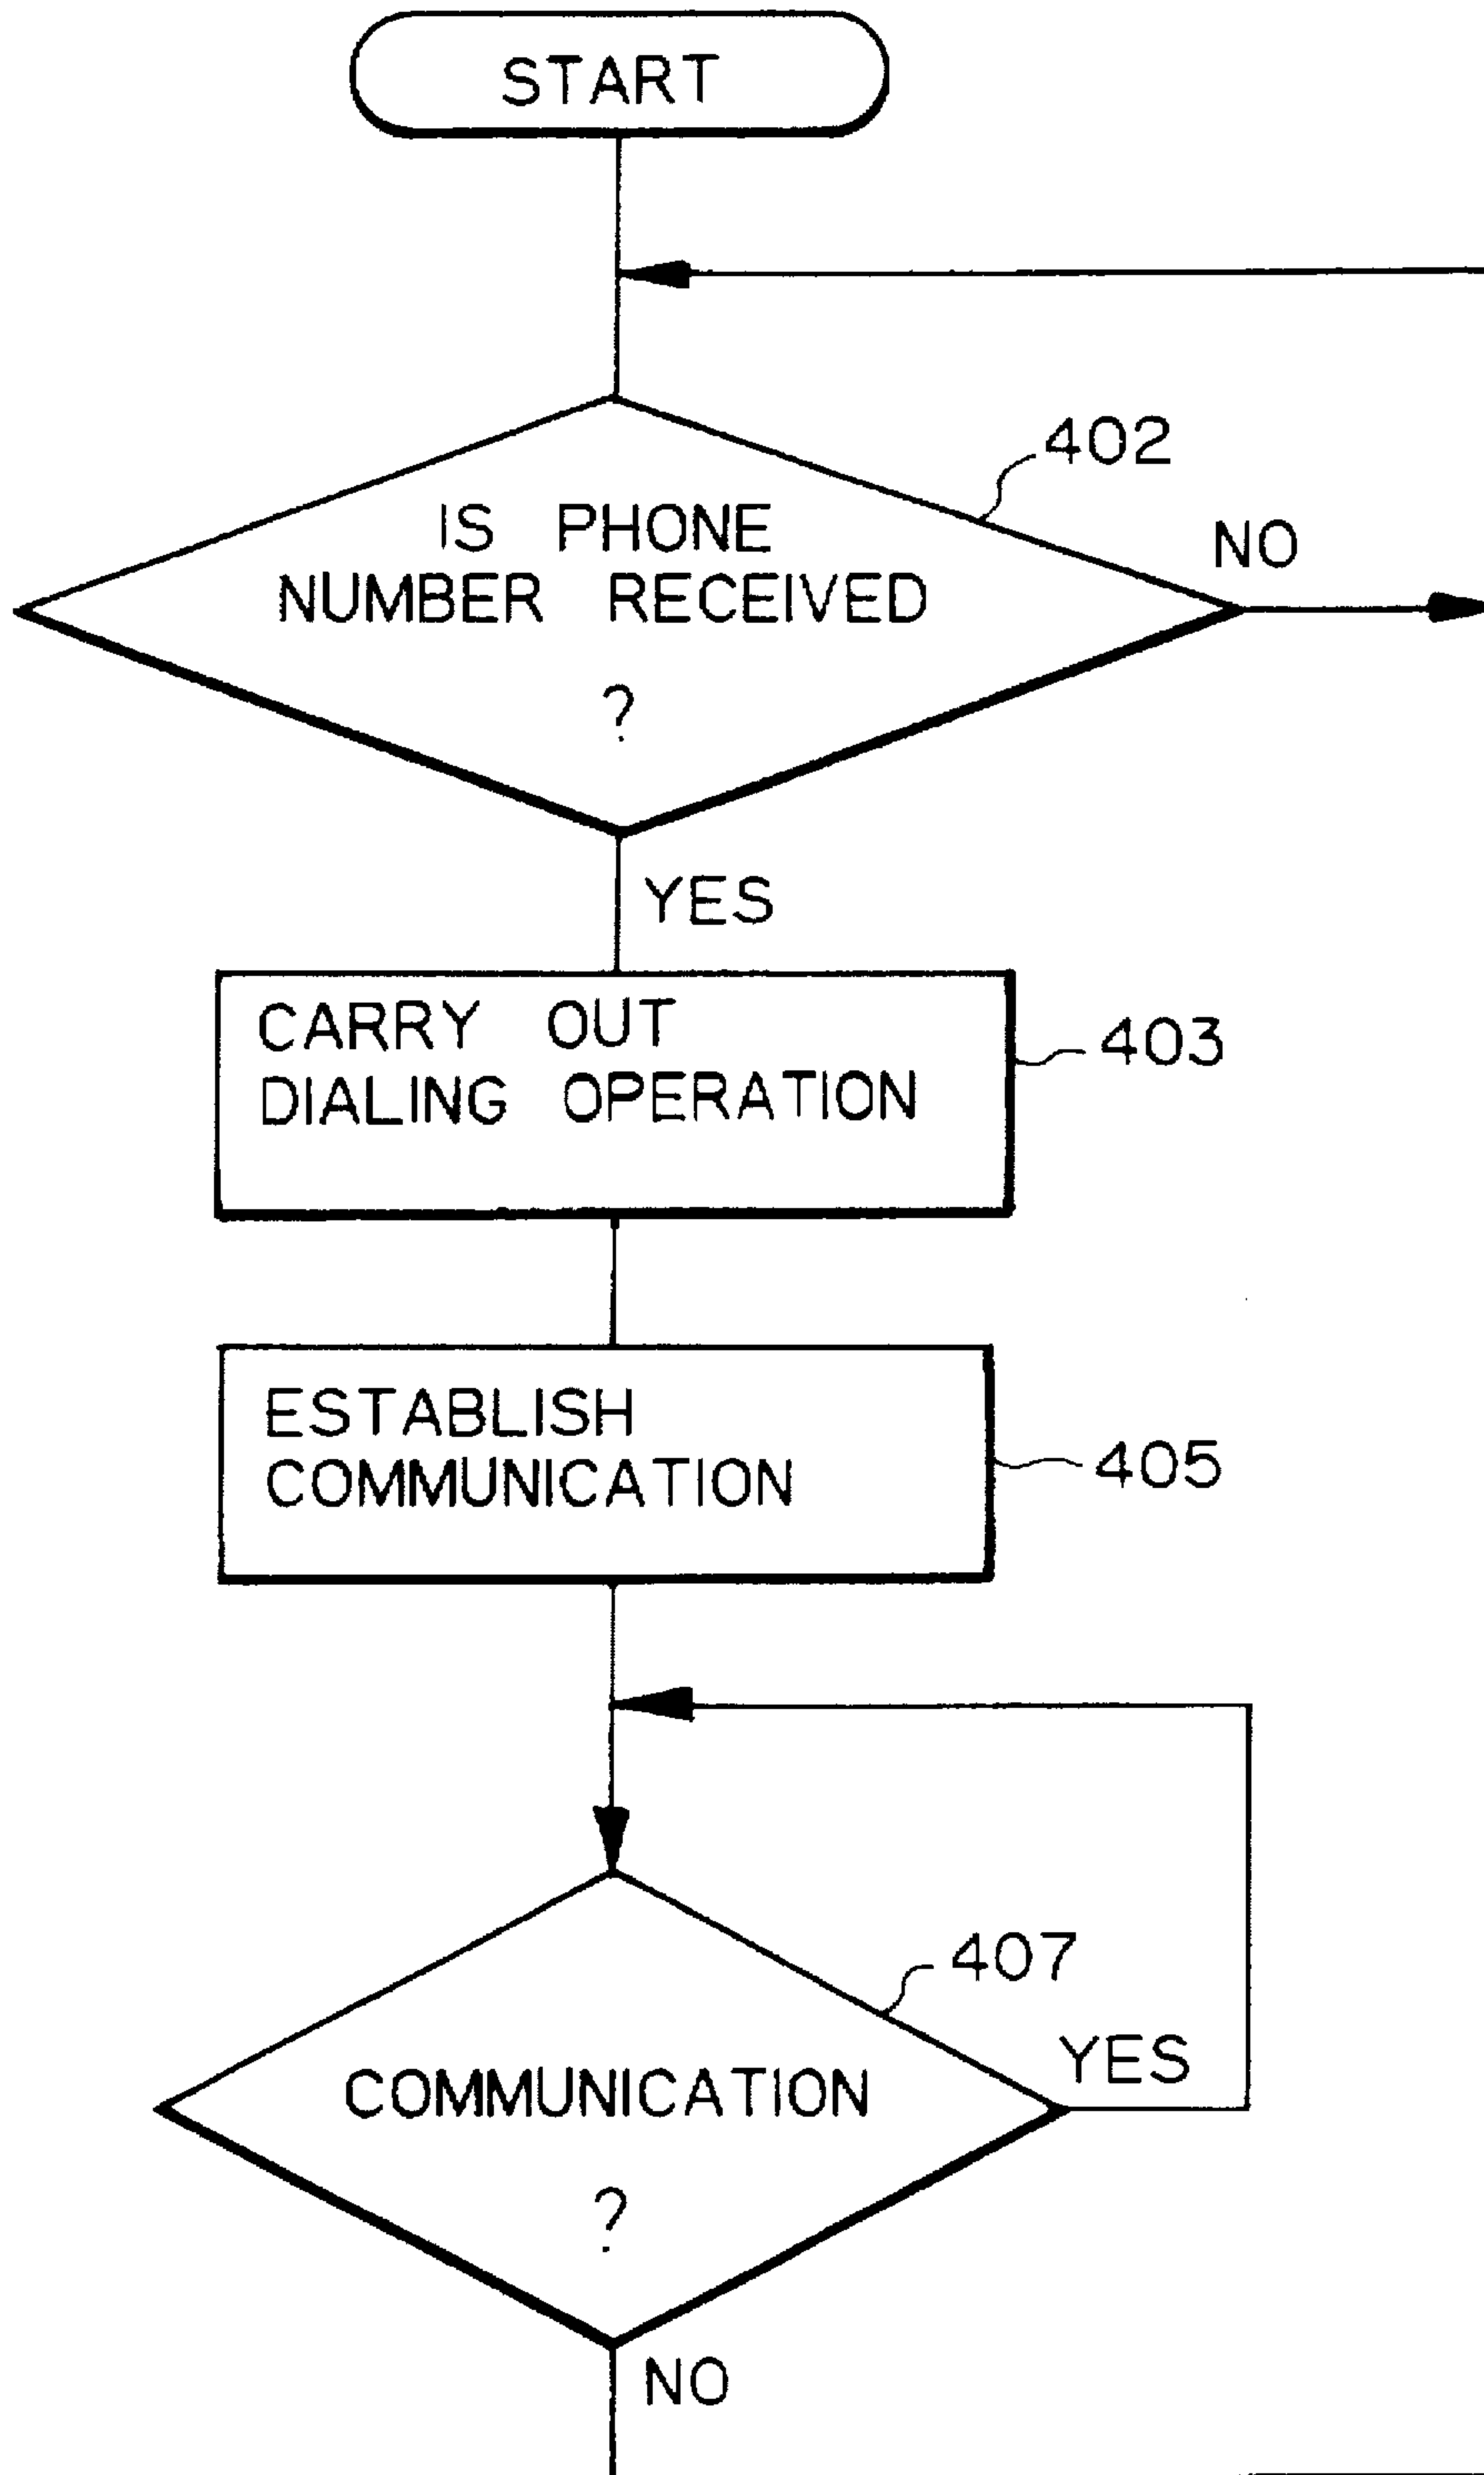 START
402
IS PHONE
NUMBER RECEIVED
?
NO
YES
CARRY OUT
DIALING OPERATION
403
ESTABLISH
COMMUNICATION
405
407
COMMUNICATION
?
YES
NO